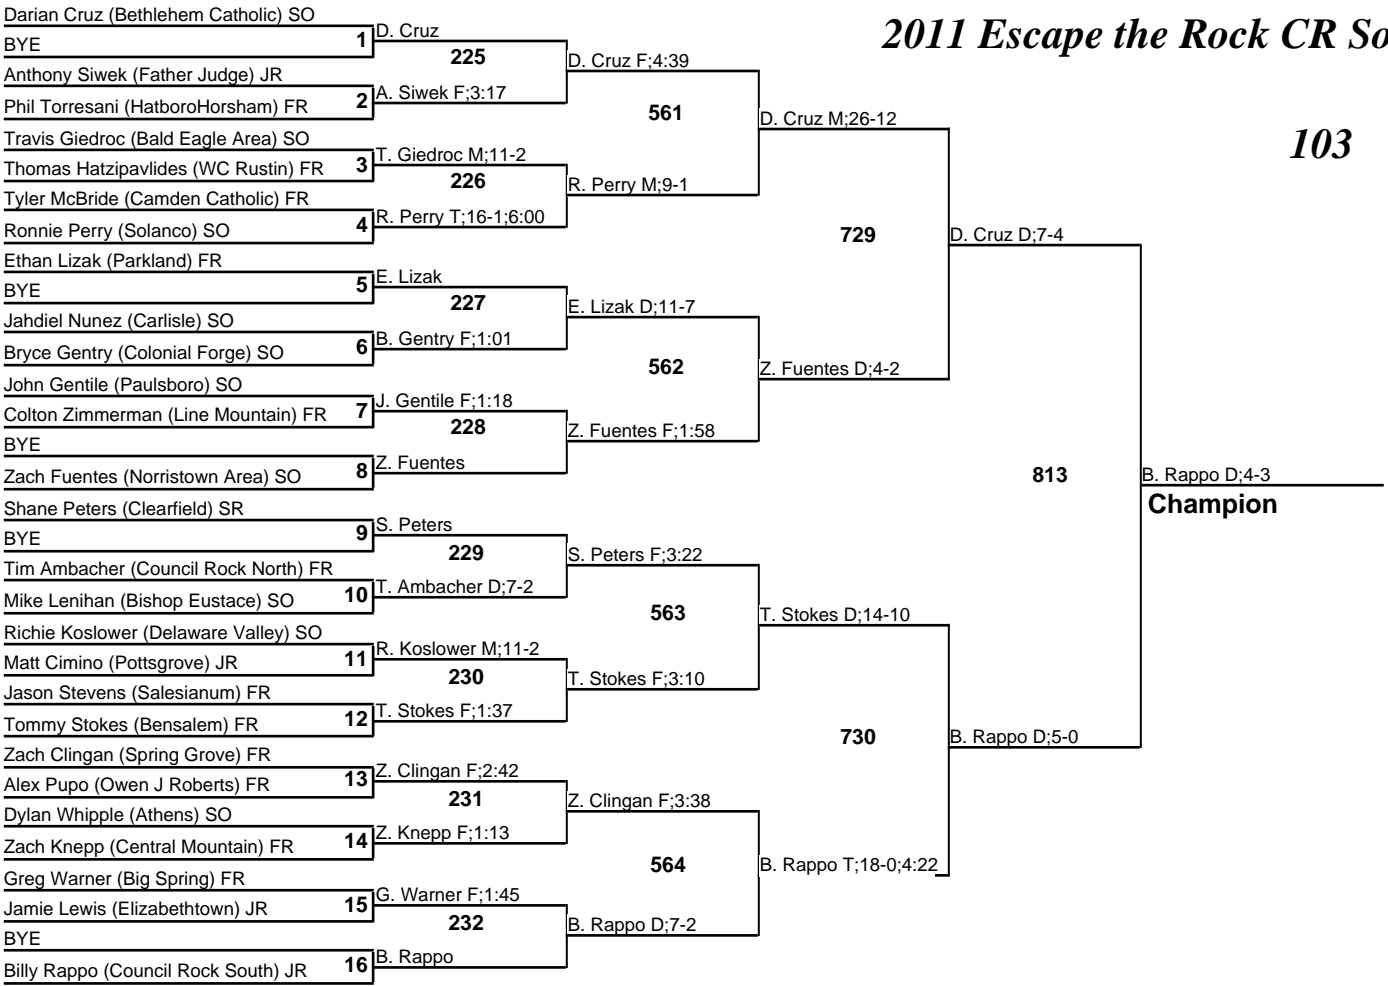 2011 Escape the Rock CR So
103
Darian Cruz (Bethlehem Catholic) SO
BYE
1
Anthony Siwek (Father Judge) JR
Phil Torresani (HatboroHorsham) FR
2
Travis Giedroc (Bald Eagle Area) SO
Thomas Hatzipavlides (WC Rustin) FR
3
Tyler McBride (Camden Catholic) FR
Ronnie Perry (Solanco) SO
4
Ethan Lizak (Parkland) FR
BYE
5
Jahdiel Nunez (Carlisle) SO
Bryce Gentry (Colonial Forge) SO
6
John Gentile (Paulsboro) SO
Colton Zimmerman (Line Mountain) FR
7
BYE
Zach Fuentes (Norristown Area) SO
8
Shane Peters (Clearfield) SR
BYE
9
Tim Ambacher (Council Rock North) FR
Mike Lenihan (Bishop Eustace) SO
10
Richie Koslower (Delaware Valley) SO
Matt Cimino (Pottsgrove) JR
11
Jason Stevens (Salesianum) FR
Tommy Stokes (Bensalem) FR
12
Zach Clingan (Spring Grove) FR
Alex Pupo (Owen J Roberts) FR
13
Dylan Whipple (Athens) SO
Zach Knepp (Central Mountain) FR
14
Greg Warner (Big Spring) FR
Jamie Lewis (Elizabethtown) JR
15
BYE
Billy Rappo (Council Rock South) JR
16
D. Cruz
225
A. Siwek F;3:17
T. Giedroc M;11-2
226
R. Perry T;16-1;6:00
E. Lizak
227
B. Gentry F;1:01
J. Gentile F;1:18
228
Z. Fuentes
S. Peters
229
T. Ambacher D;7-2
R. Koslower M;11-2
230
T. Stokes F;1:37
Z. Clingan F;2:42
231
Z. Knepp F;1:13
G. Warner F;1:45
232
B. Rappo
D. Cruz F;4:39
561
R. Perry M;9-1
E. Lizak D;11-7
562
Z. Fuentes F;1:58
S. Peters F;3:22
563
T. Stokes F;3:10
Z. Clingan F;3:38
564
B. Rappo D;7-2
D. Cruz M;26-12
729
Z. Fuentes D;4-2
T. Stokes D;14-10
730
B. Rappo T;18-0;4:22
D. Cruz D;7-4
813
B. Rappo D;5-0
B. Rappo D;4-3
Champion